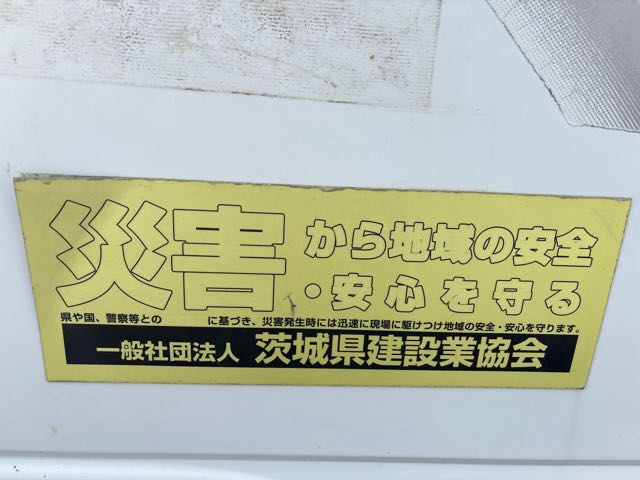 災害から地域の安全
・安心を守る
県や国、警察等との に基づき、災害発生時には迅速に現場に駆けつけ地域の安全・安心を守ります。
一般社団法人 茨城県建設業協会